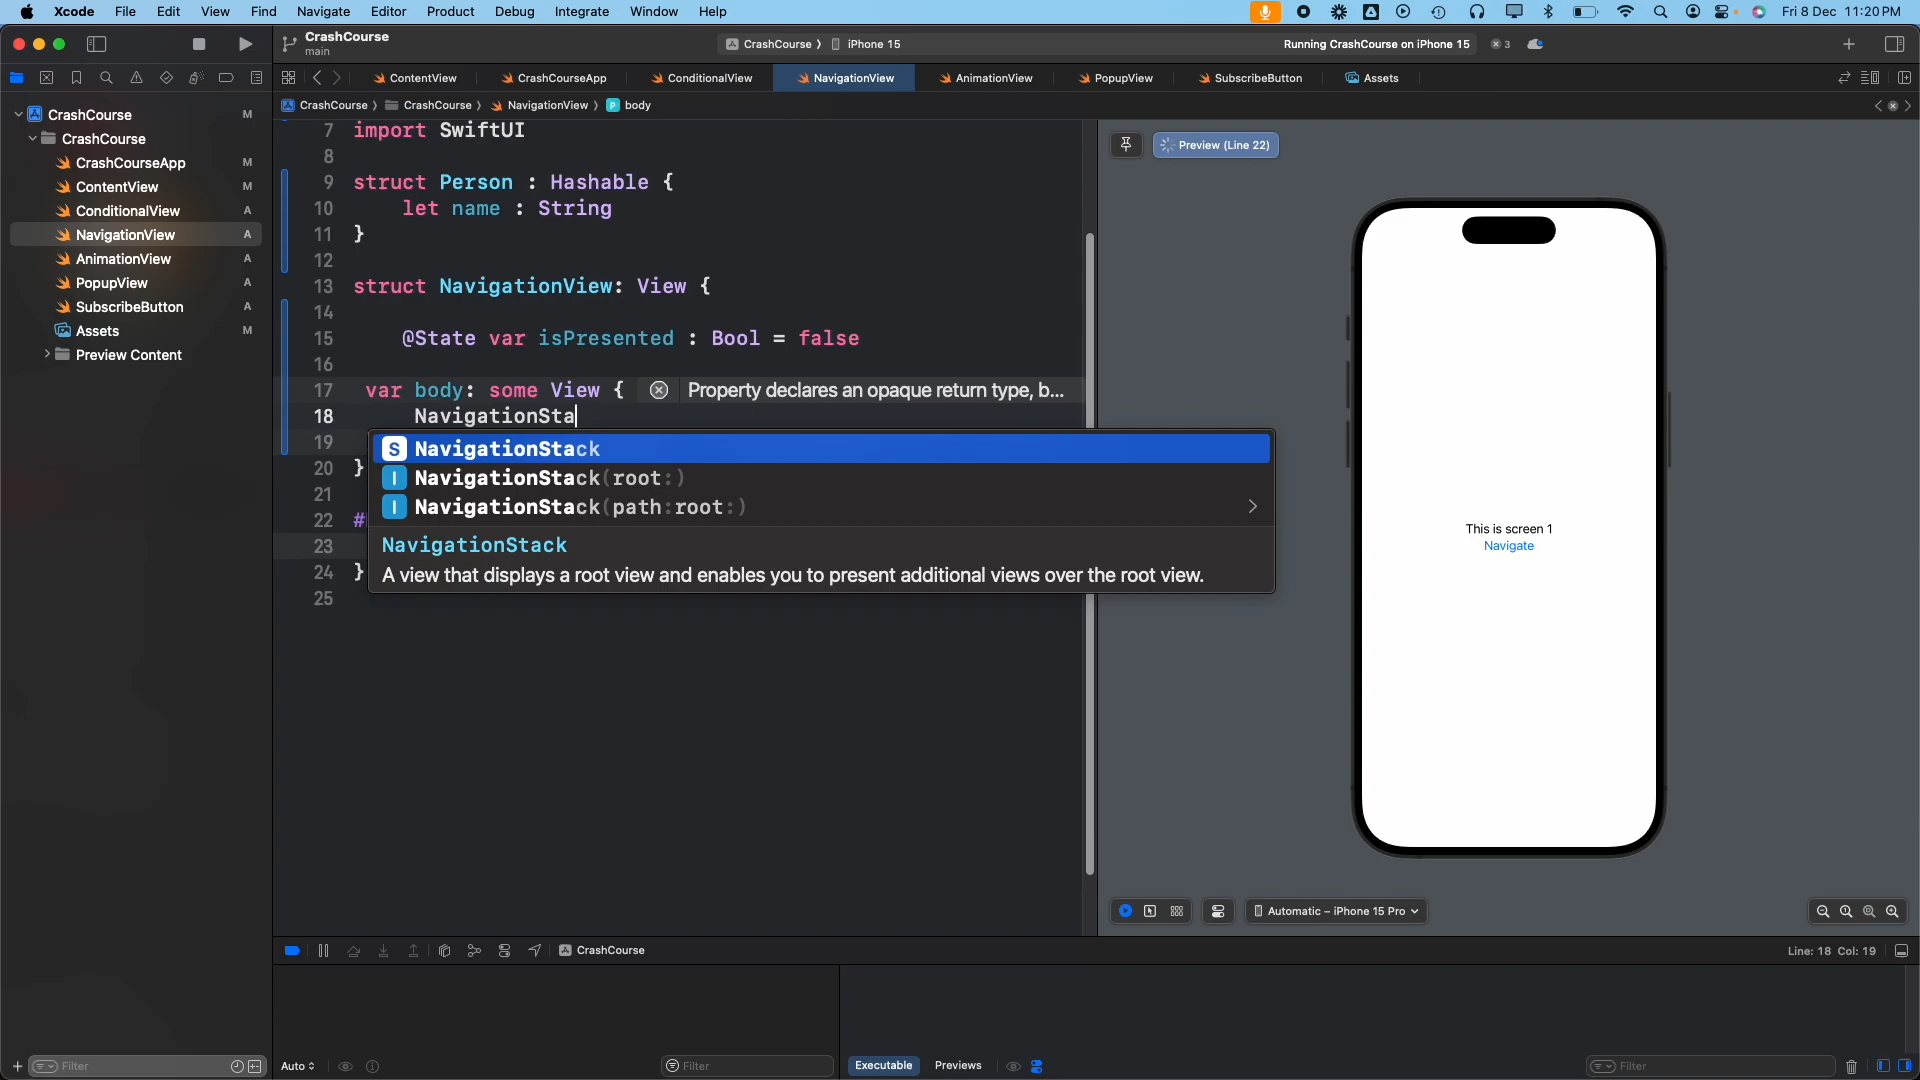 Xcode File Edit View Find Navigate Editor Product Debug Integrate Window Help Fri 8 Dec 11:20 PM
CrashCourse
main
CrashCourse iPhone 15 Running CrashCourse on iPhone 15 3
ContentView CrashCourseApp ConditionalView NavigationView AnimationView PopupView SubscribeButton Assets
CrashCourse CrashCourse NavigationView P body
CrashCourse M
CrashCourse
CrashCourseApp M
ContentView M
ConditionalView A
NavigationView A
AnimationView A
PopupView A
SubscribeButton A
Assets M
Preview Content
7 import SwiftUI
8
9 struct Person : Hashable {
10 let name : String
11 }
12
13 struct NavigationView: View {
14
15 @State var isPresented : Bool = false
16
17 var body: some View { Property declares an opaque return type, b...
18 NavigationSta
19
20 }
21
22 #
23
24 }
25
S NavigationStack
I NavigationStack(root:)
I NavigationStack(path:root:)
NavigationStack
A view that displays a root view and enables you to present additional views over the root view.
Preview (Line 22)
This is screen 1
Navigate
Automatic – iPhone 15 Pro
CrashCourse Line: 18 Col: 19
Filter Auto Filter Executable Previews Filter